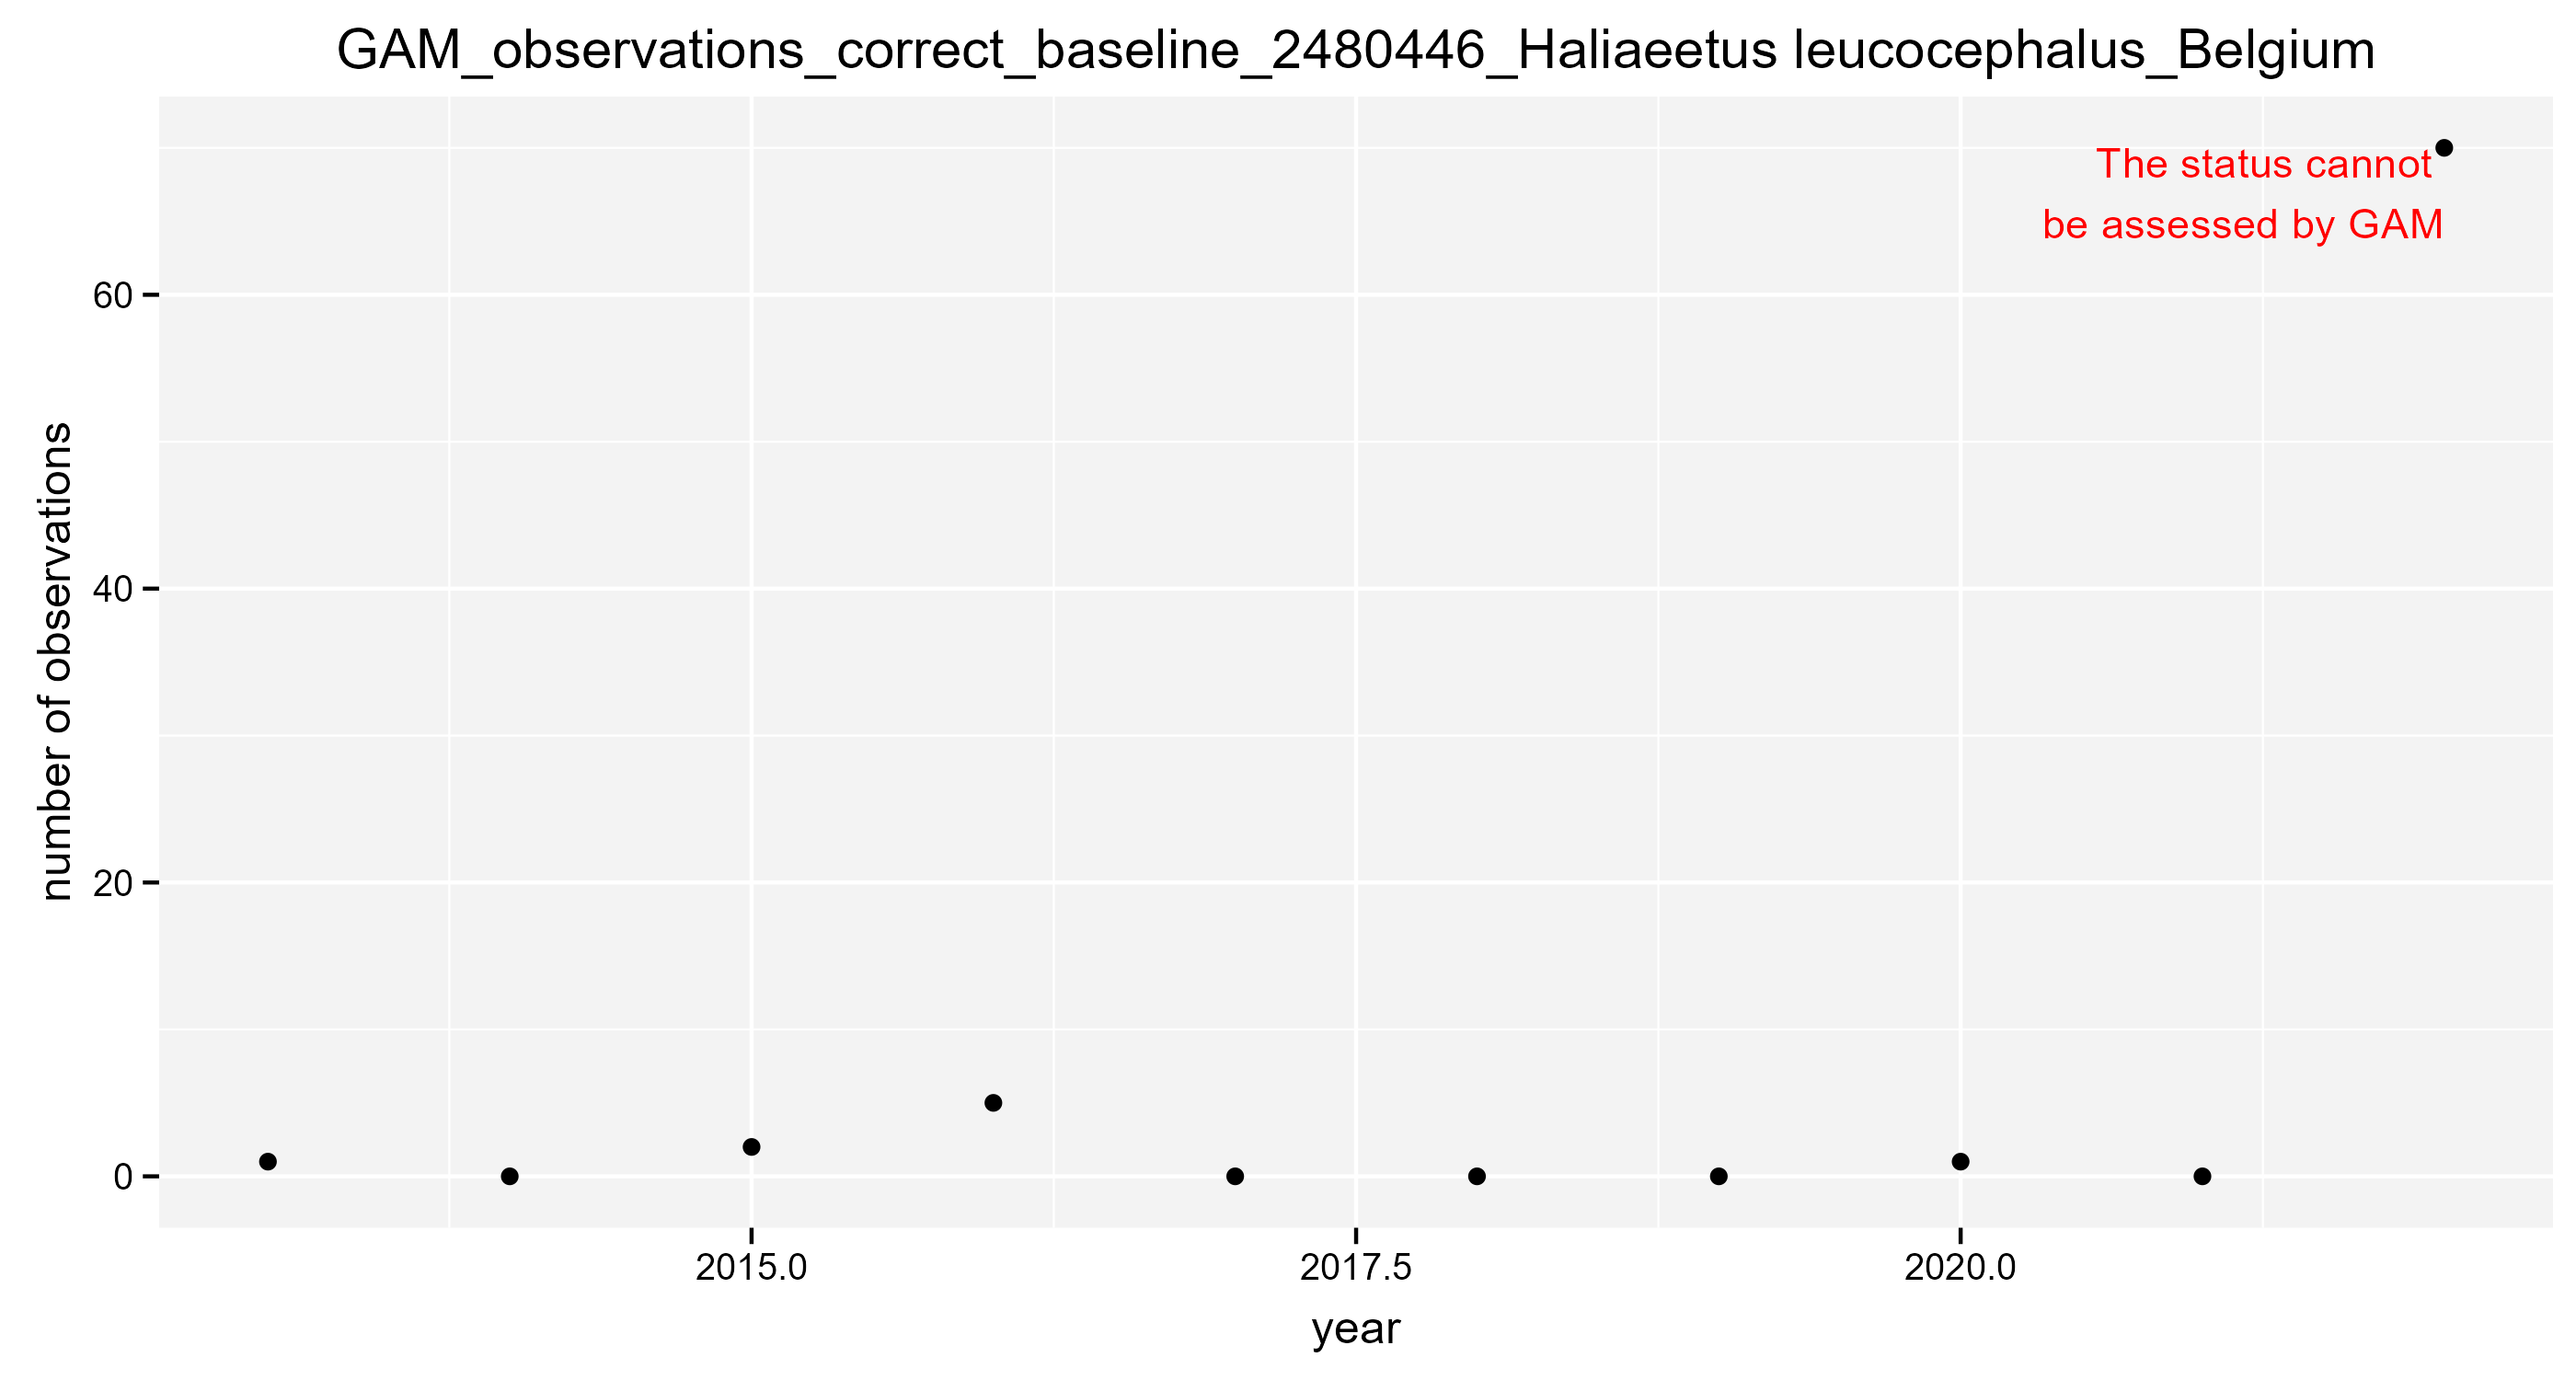 GAM_observations_correct_baseline_2480446_Haliaeetus leucocephalus_Belgium
The status cannot
be assessed by GAM
number of observations
60
40
20
0
2015.0
2017.5
2020.0
year